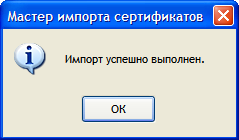 Мастер импорта сертификатов
Импорт успешно выполнен.
ОК